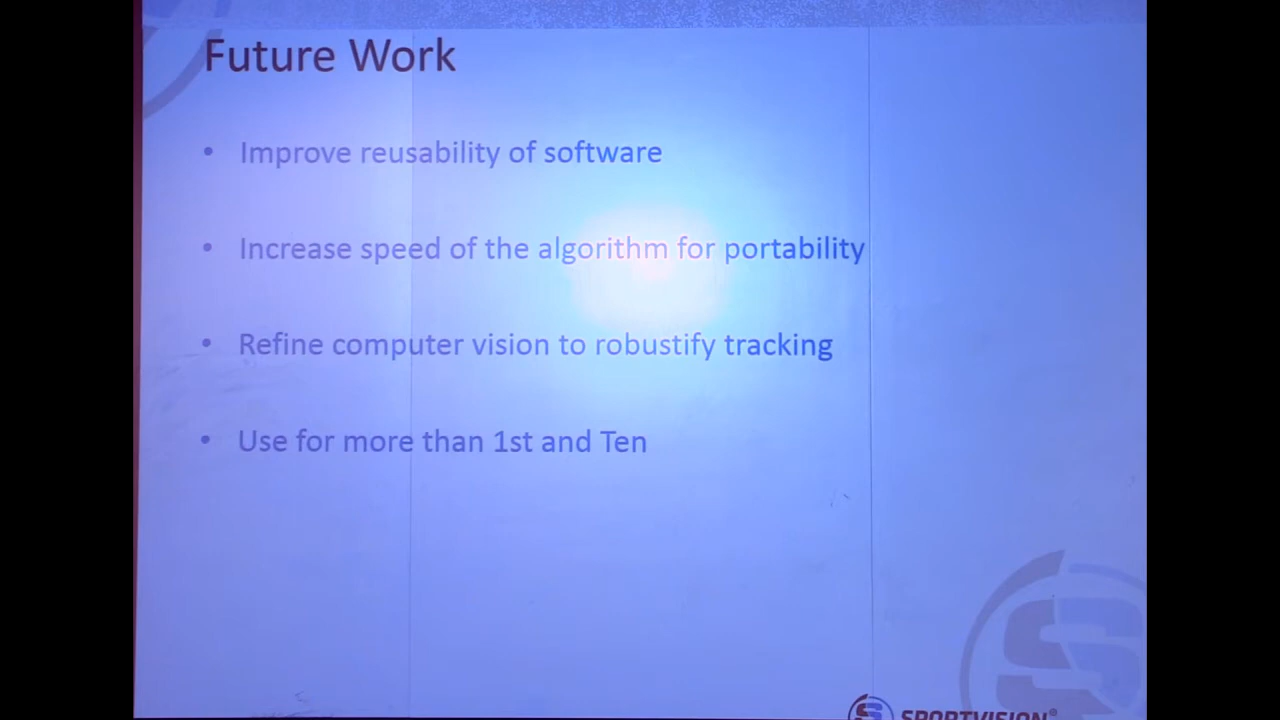 Future Work
• Improve reusability of software
• Increase speed of the algorithm for portability
• Refine computer vision to robustify tracking
• Use for more than 1st and Ten
SPORTVISION®